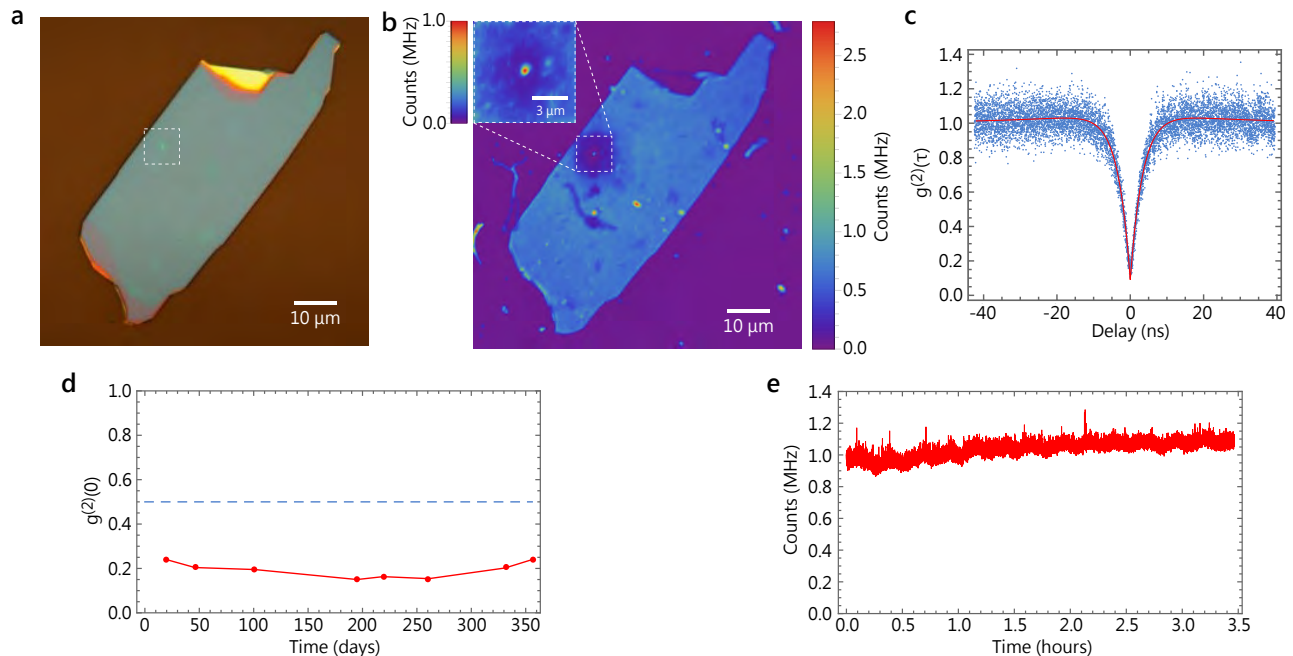 a
10 µm
b
Counts (MHz)
1.0
0.0
3 µm
10 µm
Counts (MHz)
2.5
2.0
1.5
1.0
0.5
0.0
c
g(2)(τ)
1.4
1.2
1.0
0.8
0.6
0.4
0.2
0.0
-40 -20 0 20 40
Delay (ns)
d
g(2)(0)
1.0
0.8
0.6
0.4
0.2
0.0
0 50 100 150 200 250 300 350
Time (days)
e
Counts (MHz)
1.4
1.2
1.0
0.8
0.6
0.4
0.2
0.0
0.0 0.5 1.0 1.5 2.0 2.5 3.0 3.5
Time (hours)